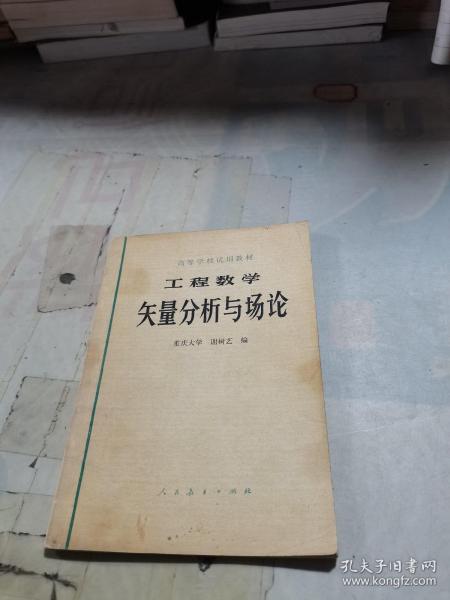 高等学校试用教材
工程数学
矢量分析与场论
重庆大学 谢树艺 编
人民教育出版社
孔夫子旧书网
www.kongfz.com